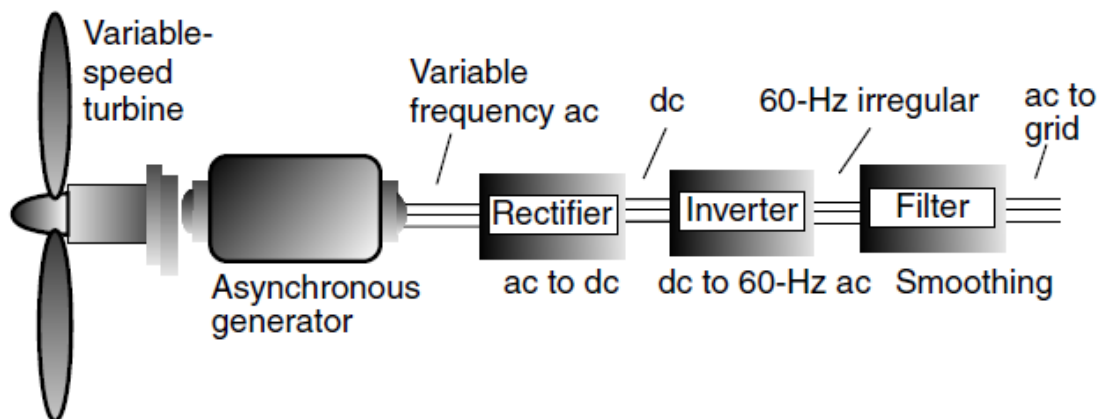 Variable-
speed
turbine
Variable
frequency ac
dc
60-Hz irregular
ac to
grid
Rectifier
Inverter
Filter
Asynchronous
generator
ac to dc
dc to 60-Hz ac
Smoothing